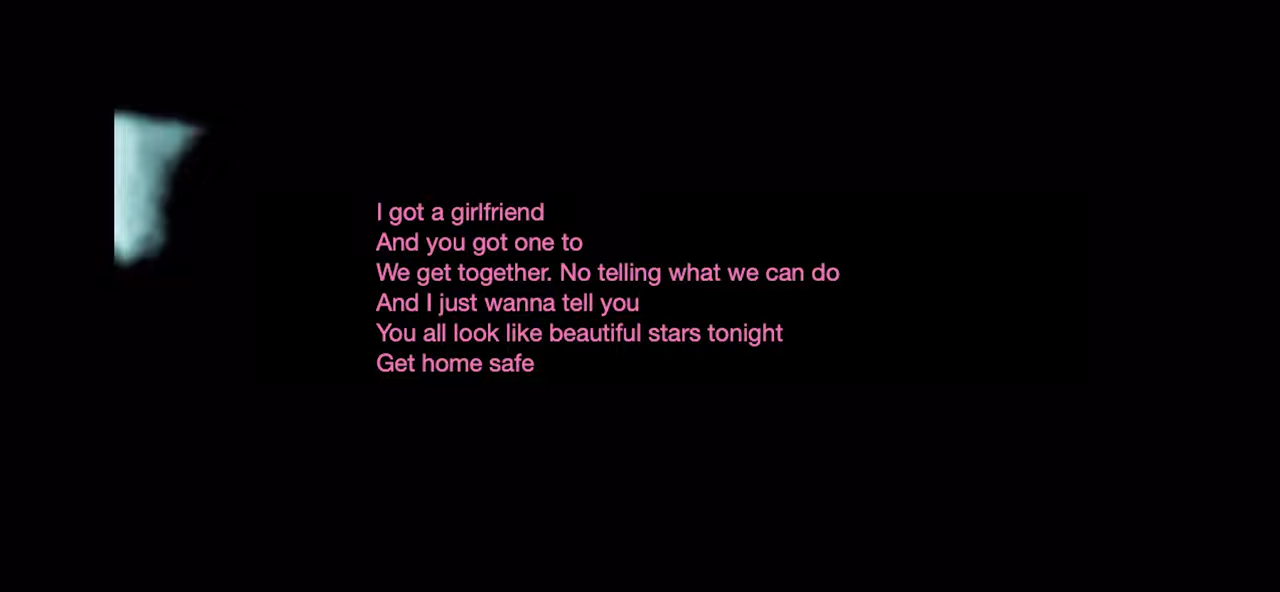 I got a girlfriend
And you got one to
We get together. No telling what we can do
And I just wanna tell you
You all look like beautiful stars tonight
Get home safe